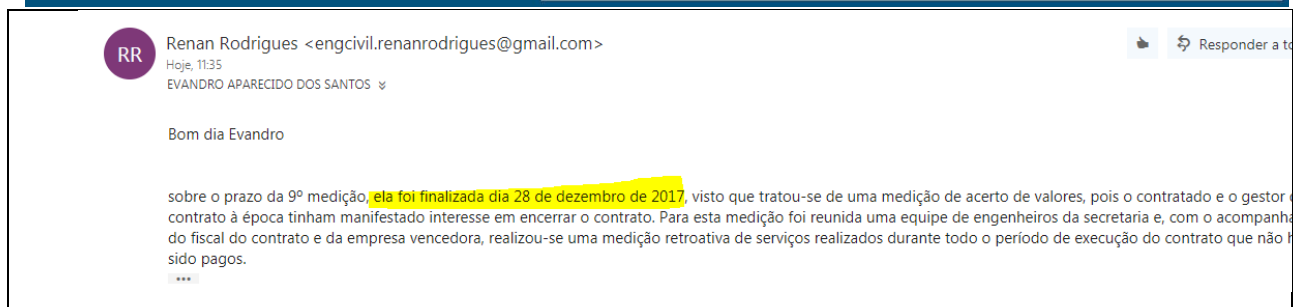 RR
Renan Rodrigues <engcivil.renanrodrigues@gmail.com>
Responder a to
Hoje, 11:35
EVANDRO APARECIDO DOS SANTOS
Bom dia Evandro
sobre o prazo da 9º medição, ela foi finalizada dia 28 de dezembro de 2017, visto que tratou-se de uma medição de acerto de valores, pois o contratado e o gestor
contrato à época tinham manifestado interesse em encerrar o contrato. Para esta medição foi reunida uma equipe de engenheiros da secretaria e, com o acompanha
do fiscal do contrato e da empresa vencedora, realizou-se uma medição retroativa de serviços realizados durante todo o período de execução do contrato que não
sido pagos.